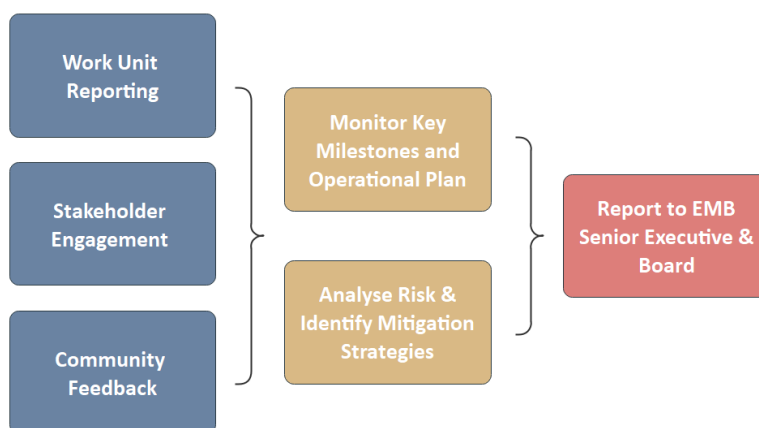 Work Unit
Reporting
Stakeholder
Engagement
Community
Feedback
Monitor Key
Milestones and
Operational Plan
Analyse Risk &
Identify Mitigation
Strategies
Report to EMB
Senior Executive &
Board